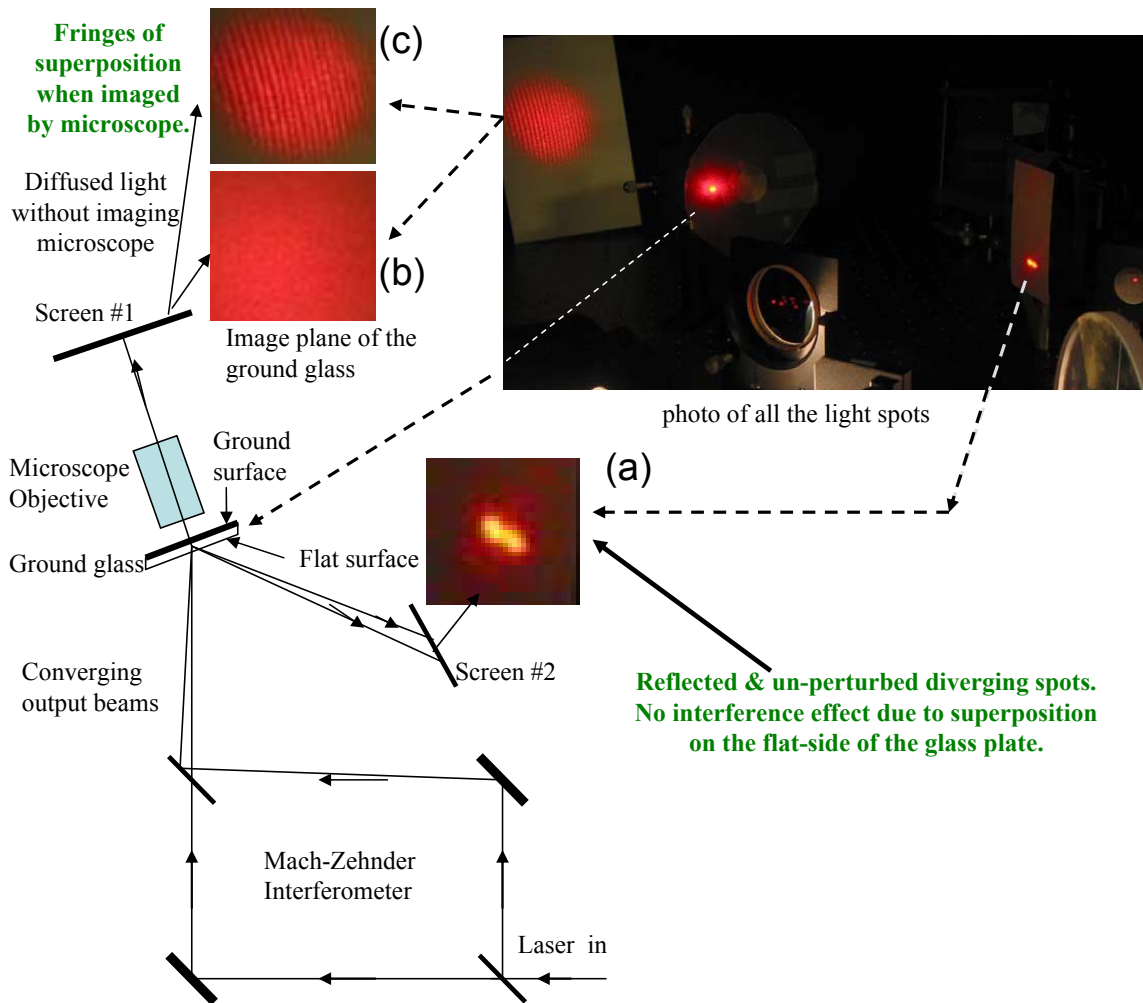 Fringes of
superposition
when imaged
by microscope.
(c)
Diffused light
without imaging
microscope
(b)
Screen #1
Image plane of the
ground glass
photo of all the light spots
Ground
surface
(a)
Microscope
Objective
Flat surface
Ground glass
Screen #2
Converging
output beams
Reflected & un-perturbed diverging spots.
No interference effect due to superposition
on the flat-side of the glass plate.
Mach-Zehnder
Interferometer
Laser in